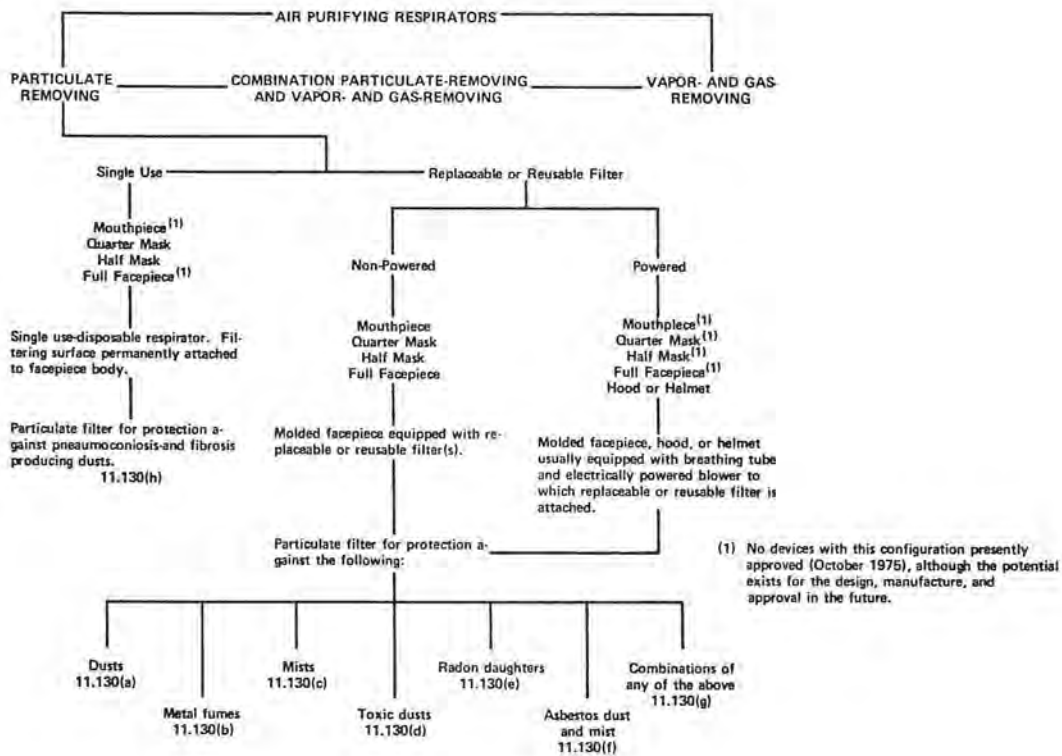 AIR PURIFYING RESPIRATORS
PARTICULATE
REMOVING
COMBINATION PARTICULATE-REMOVING
AND VAPOR- AND GAS-REMOVING
VAPOR- AND GAS-
REMOVING
Single Use
Replaceable or Reusable Filter
Mouthpiece(1)
Quarter Mask
Half Mask
Full Facepiece(1)
Non-Powered
Powered
Single use-disposable respirator. Fil-
tering surface permanently attached
to facepiece body.
Mouthpiece
Quarter Mask
Half Mask
Full Facepiece
Mouthpiece(1)
Quarter Mask(1)
Half Mask(1)
Full Facepiece(1)
Hood or Helmet
Particulate filter for protection a-
gainst pneumoconiosis-and fibrosis
producing dusts.
11.130(h)
Molded facepiece equipped with re-
placeable or reusable filter(s).
Molded facepiece, hood, or helmet
usually equipped with breathing tube
and electrically powered blower to
which replaceable or reusable filter is
attached.
Particulate filter for protection a-
gainst the following:
(1) No devices with this configuration presently
approved (October 1975), although the potential
exists for the design, manufacture, and
approval in the future.
Dusts
11.130(a)
Metal fumes
11.130(b)
Mists
11.130(c)
Toxic dusts
11.130(d)
Radon daughters
11.130(e)
Asbestos dust
and mist
11.130(f)
Combinations of
any of the above
11.130(g)